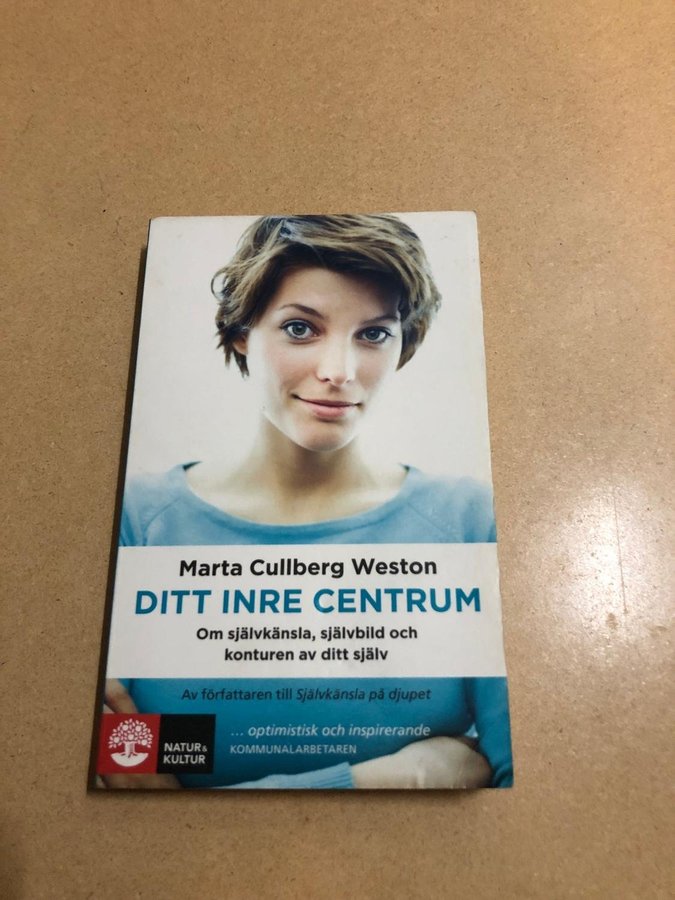 Marta Cullberg Weston
DITT INRE CENTRUM
Om självkänsla, självbild och
konturen av ditt själv
Av författaren till Självkänsla på djupet
... optimistisk och inspirerande
KOMMUNALARBETAREN
NATUR &
KULTUR